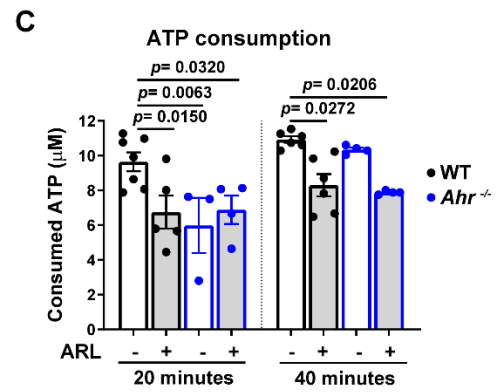 C
ATP consumption
p= 0.0320
p= 0.0063
p= 0.0150
p= 0.0206
p= 0.0272
Consumed ATP (μM)
12
10
8
6
4
2
0
WT
Ahr -/-
ARL - + - + - + - +
20 minutes 40 minutes